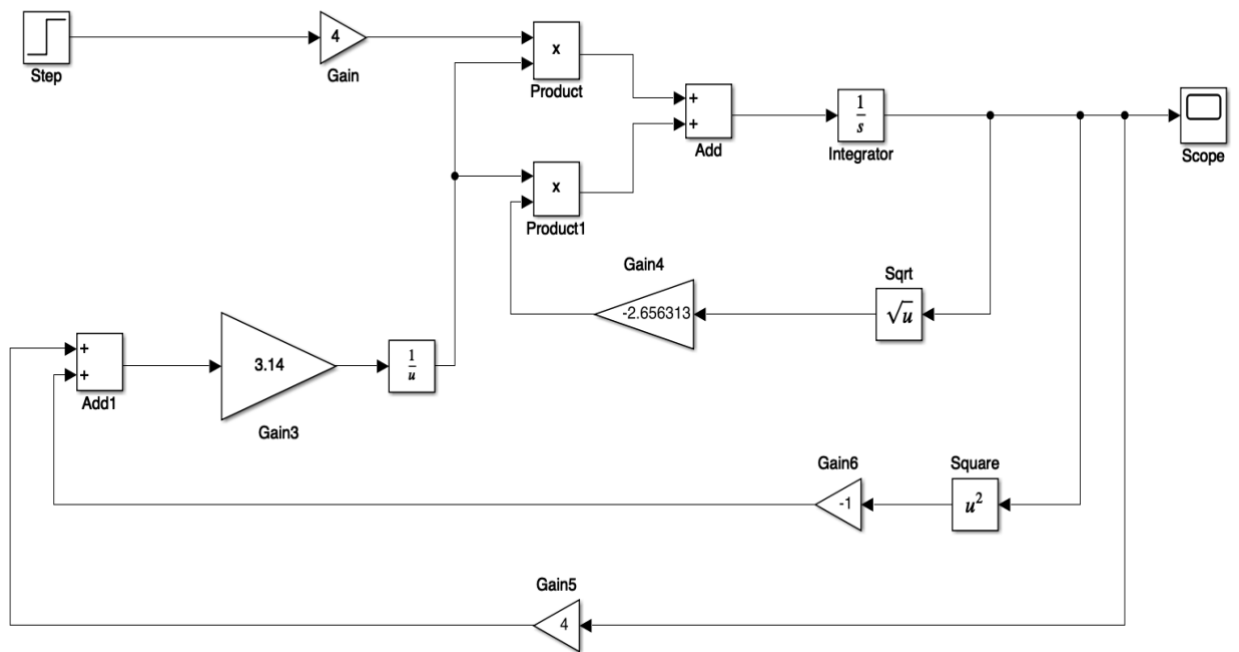 4
Step
Gain
x
Product
+
+
Add
1
s
Integrator
Scope
x
Product1
Gain4
-2.656313
Sqrt
√u
+
+
Add1
3.14
Gain3
1
u
Gain6
-1
Square
u²
Gain5
4